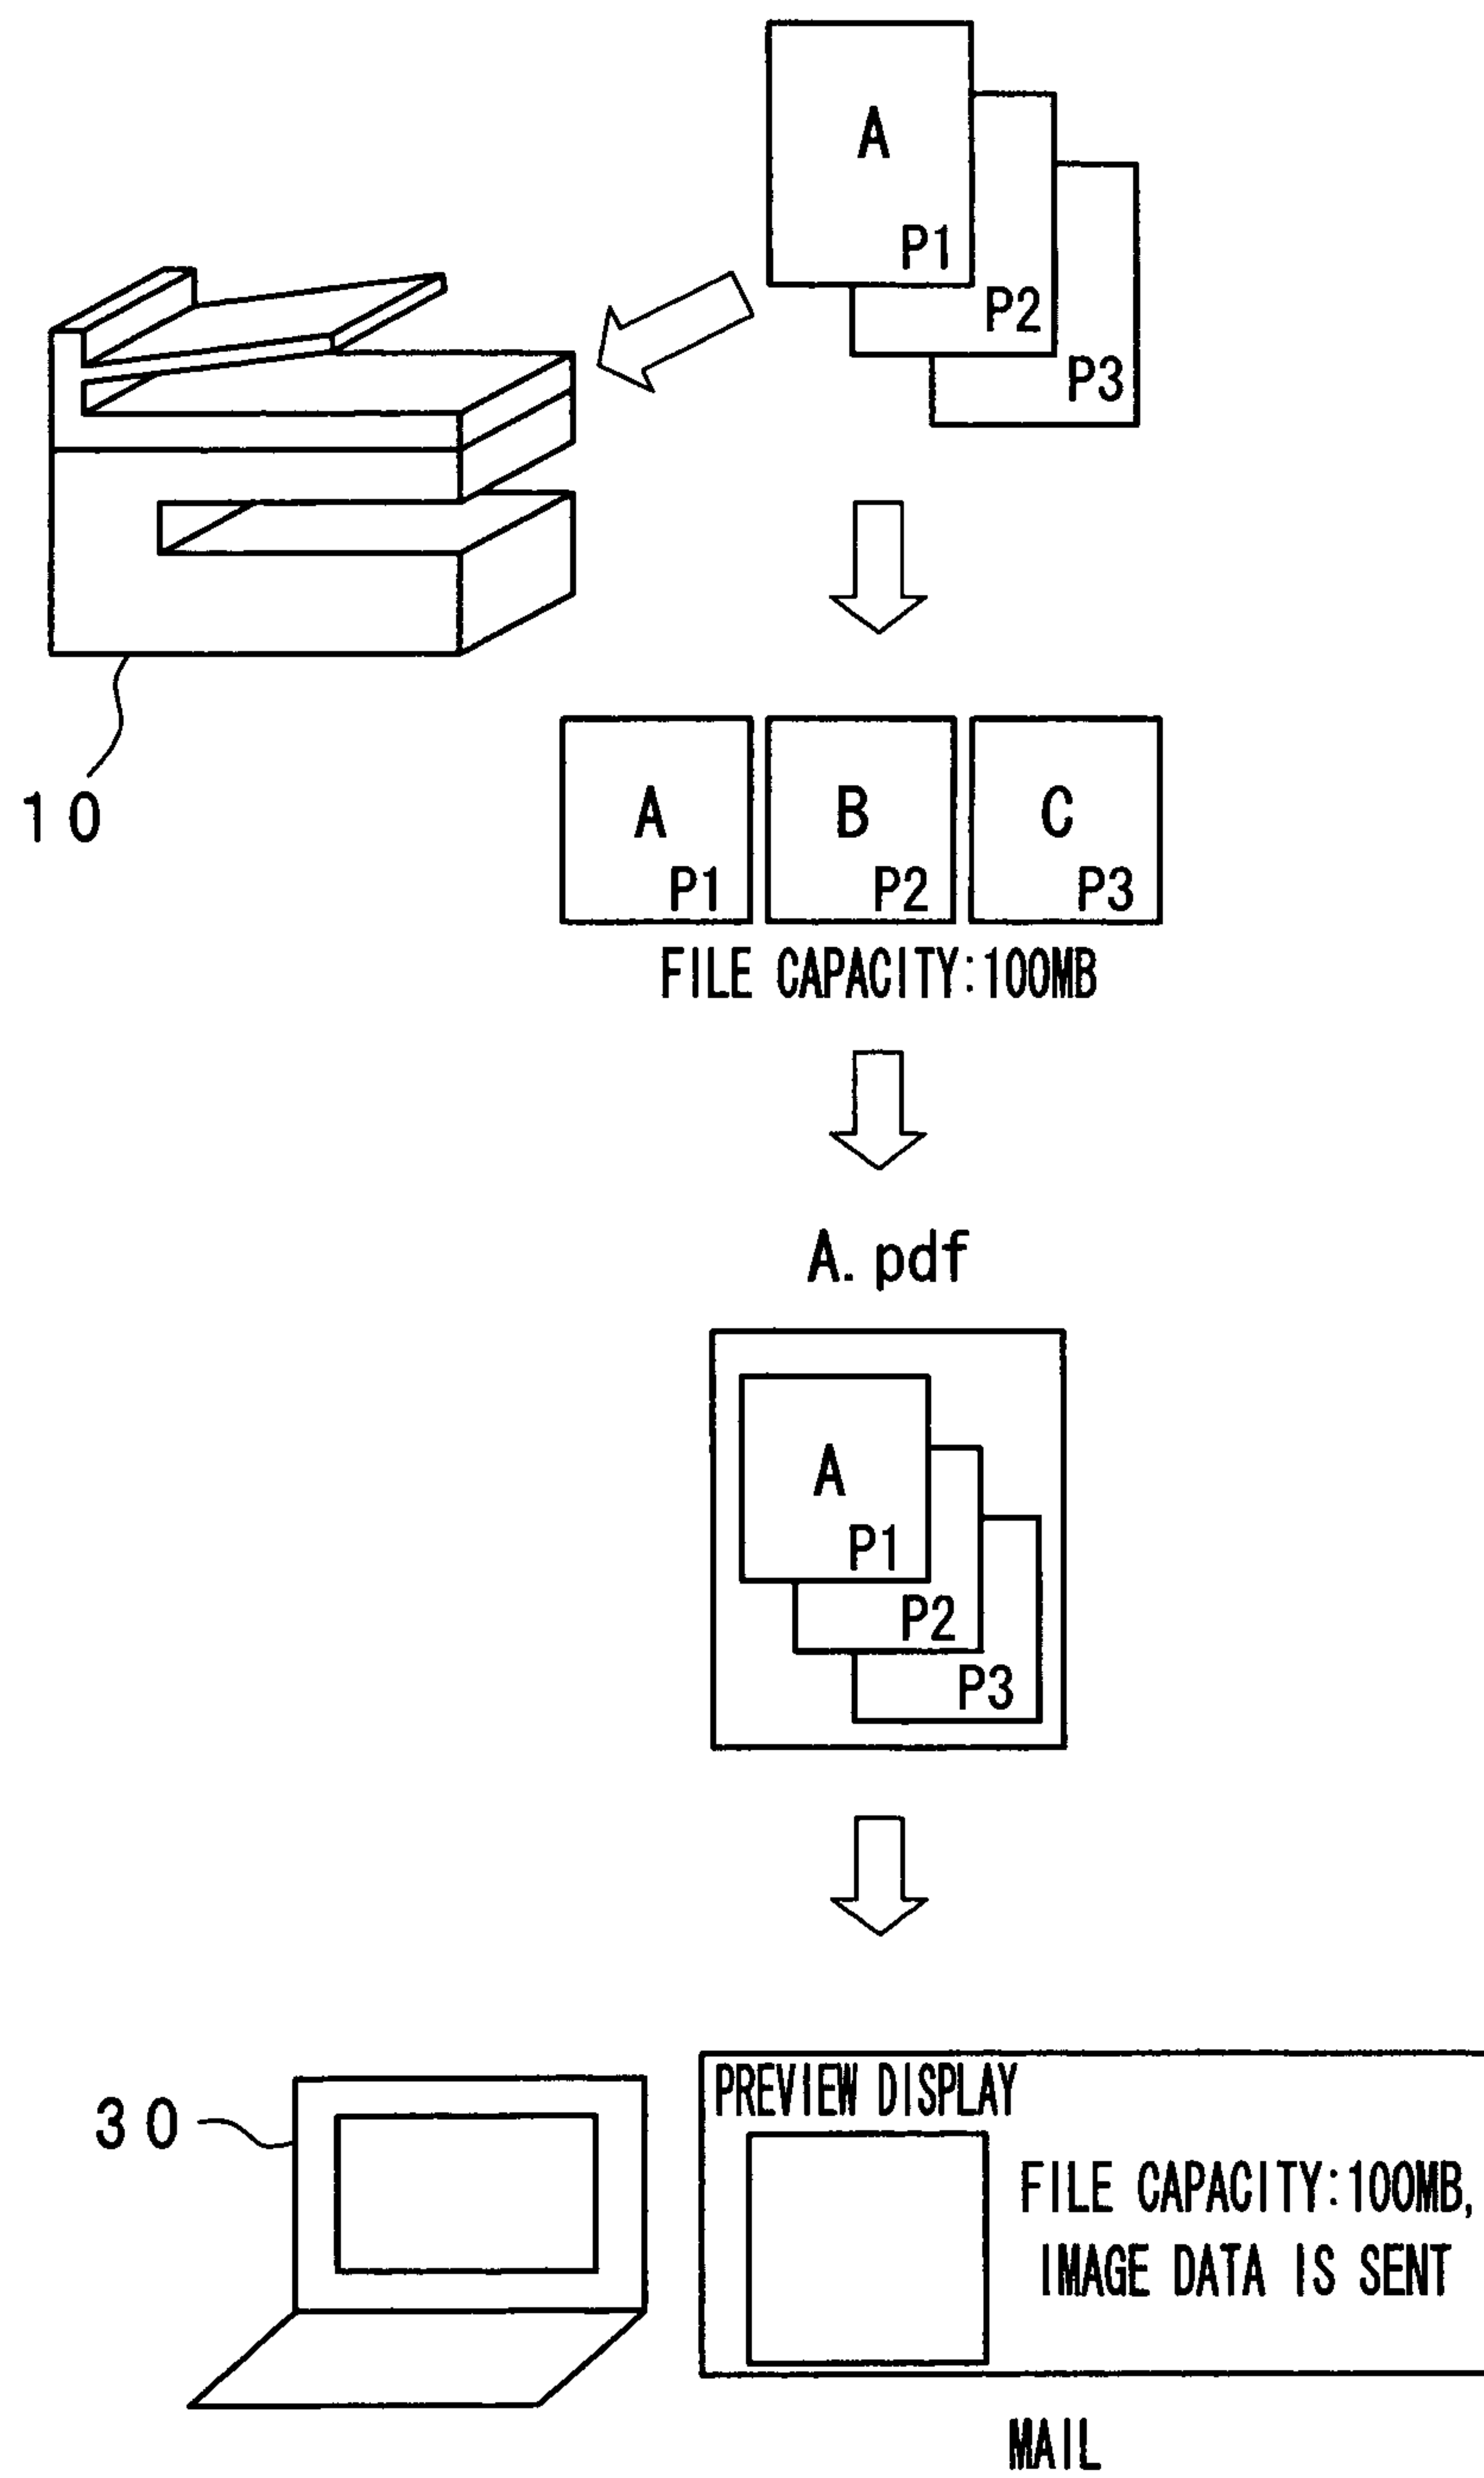 A
P1
P2
P3
10
A B C
P1 P2 P3
FILE CAPACITY:100MB
A.pdf
A
P1
P2
P3
30
PREVIEW DISPLAY
FILE CAPACITY:100MB,
IMAGE DATA IS SENT
MAIL